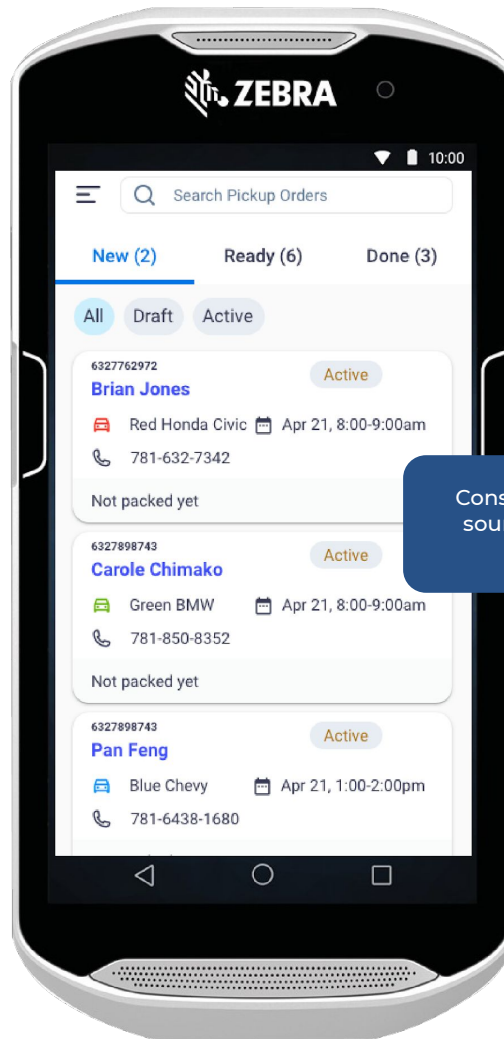 ZEBRA
10:00
Search Pickup Orders
New (2) Ready (6) Done (3)
All Draft Active
6327762972
Active
Brian Jones
Red Honda Civic Apr 21, 8:00-9:00am
781-632-7342
Not packed yet
6327898743
Active
Carole Chimako
Green BMW Apr 21, 8:00-9:00am
781-850-8352
Not packed yet
6327898743
Active
Pan Feng
Blue Chevy Apr 21, 1:00-2:00pm
781-6438-1680